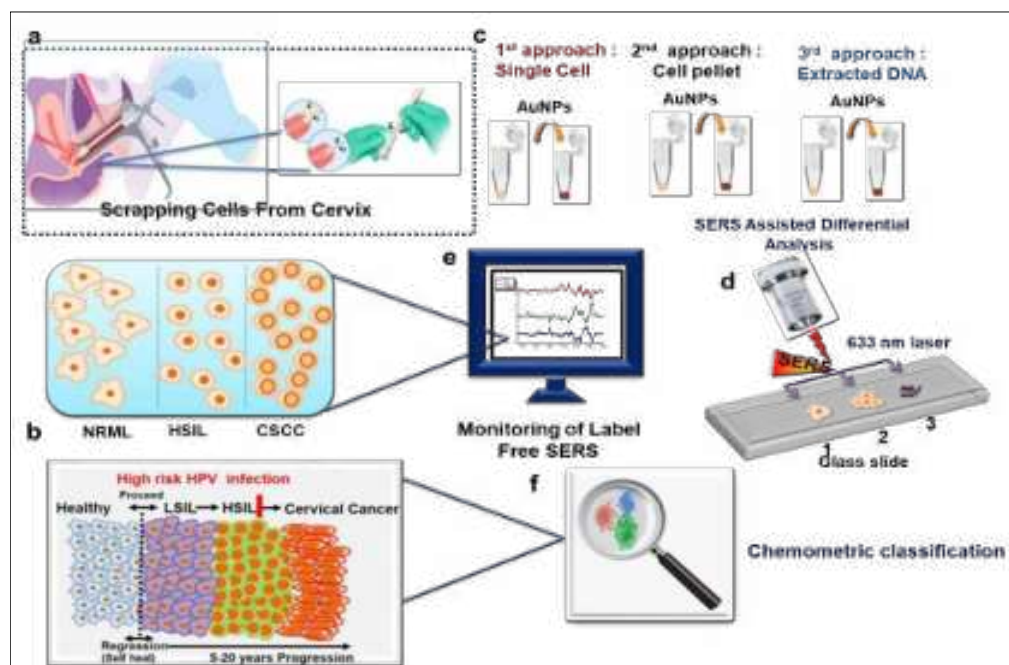 a
Scrapping Cells From Cervix
c
1st approach :
Single Cell
2nd approach :
Cell pellet
3rd approach :
Extracted DNA
AuNPs
AuNPs
AuNPs
SERS Assisted Differential
Analysis
d
633 nm laser
SERS
1
2
3
Glass slide
e
Monitoring of Label
Free SERS
NRML
HSIL
CSCC
b
High risk HPV infection
Proceed
Healthy
LSIL
HSIL
Cervical Cancer
Regression
(Self heal)
5-20 years Progression
f
Chemometric classification